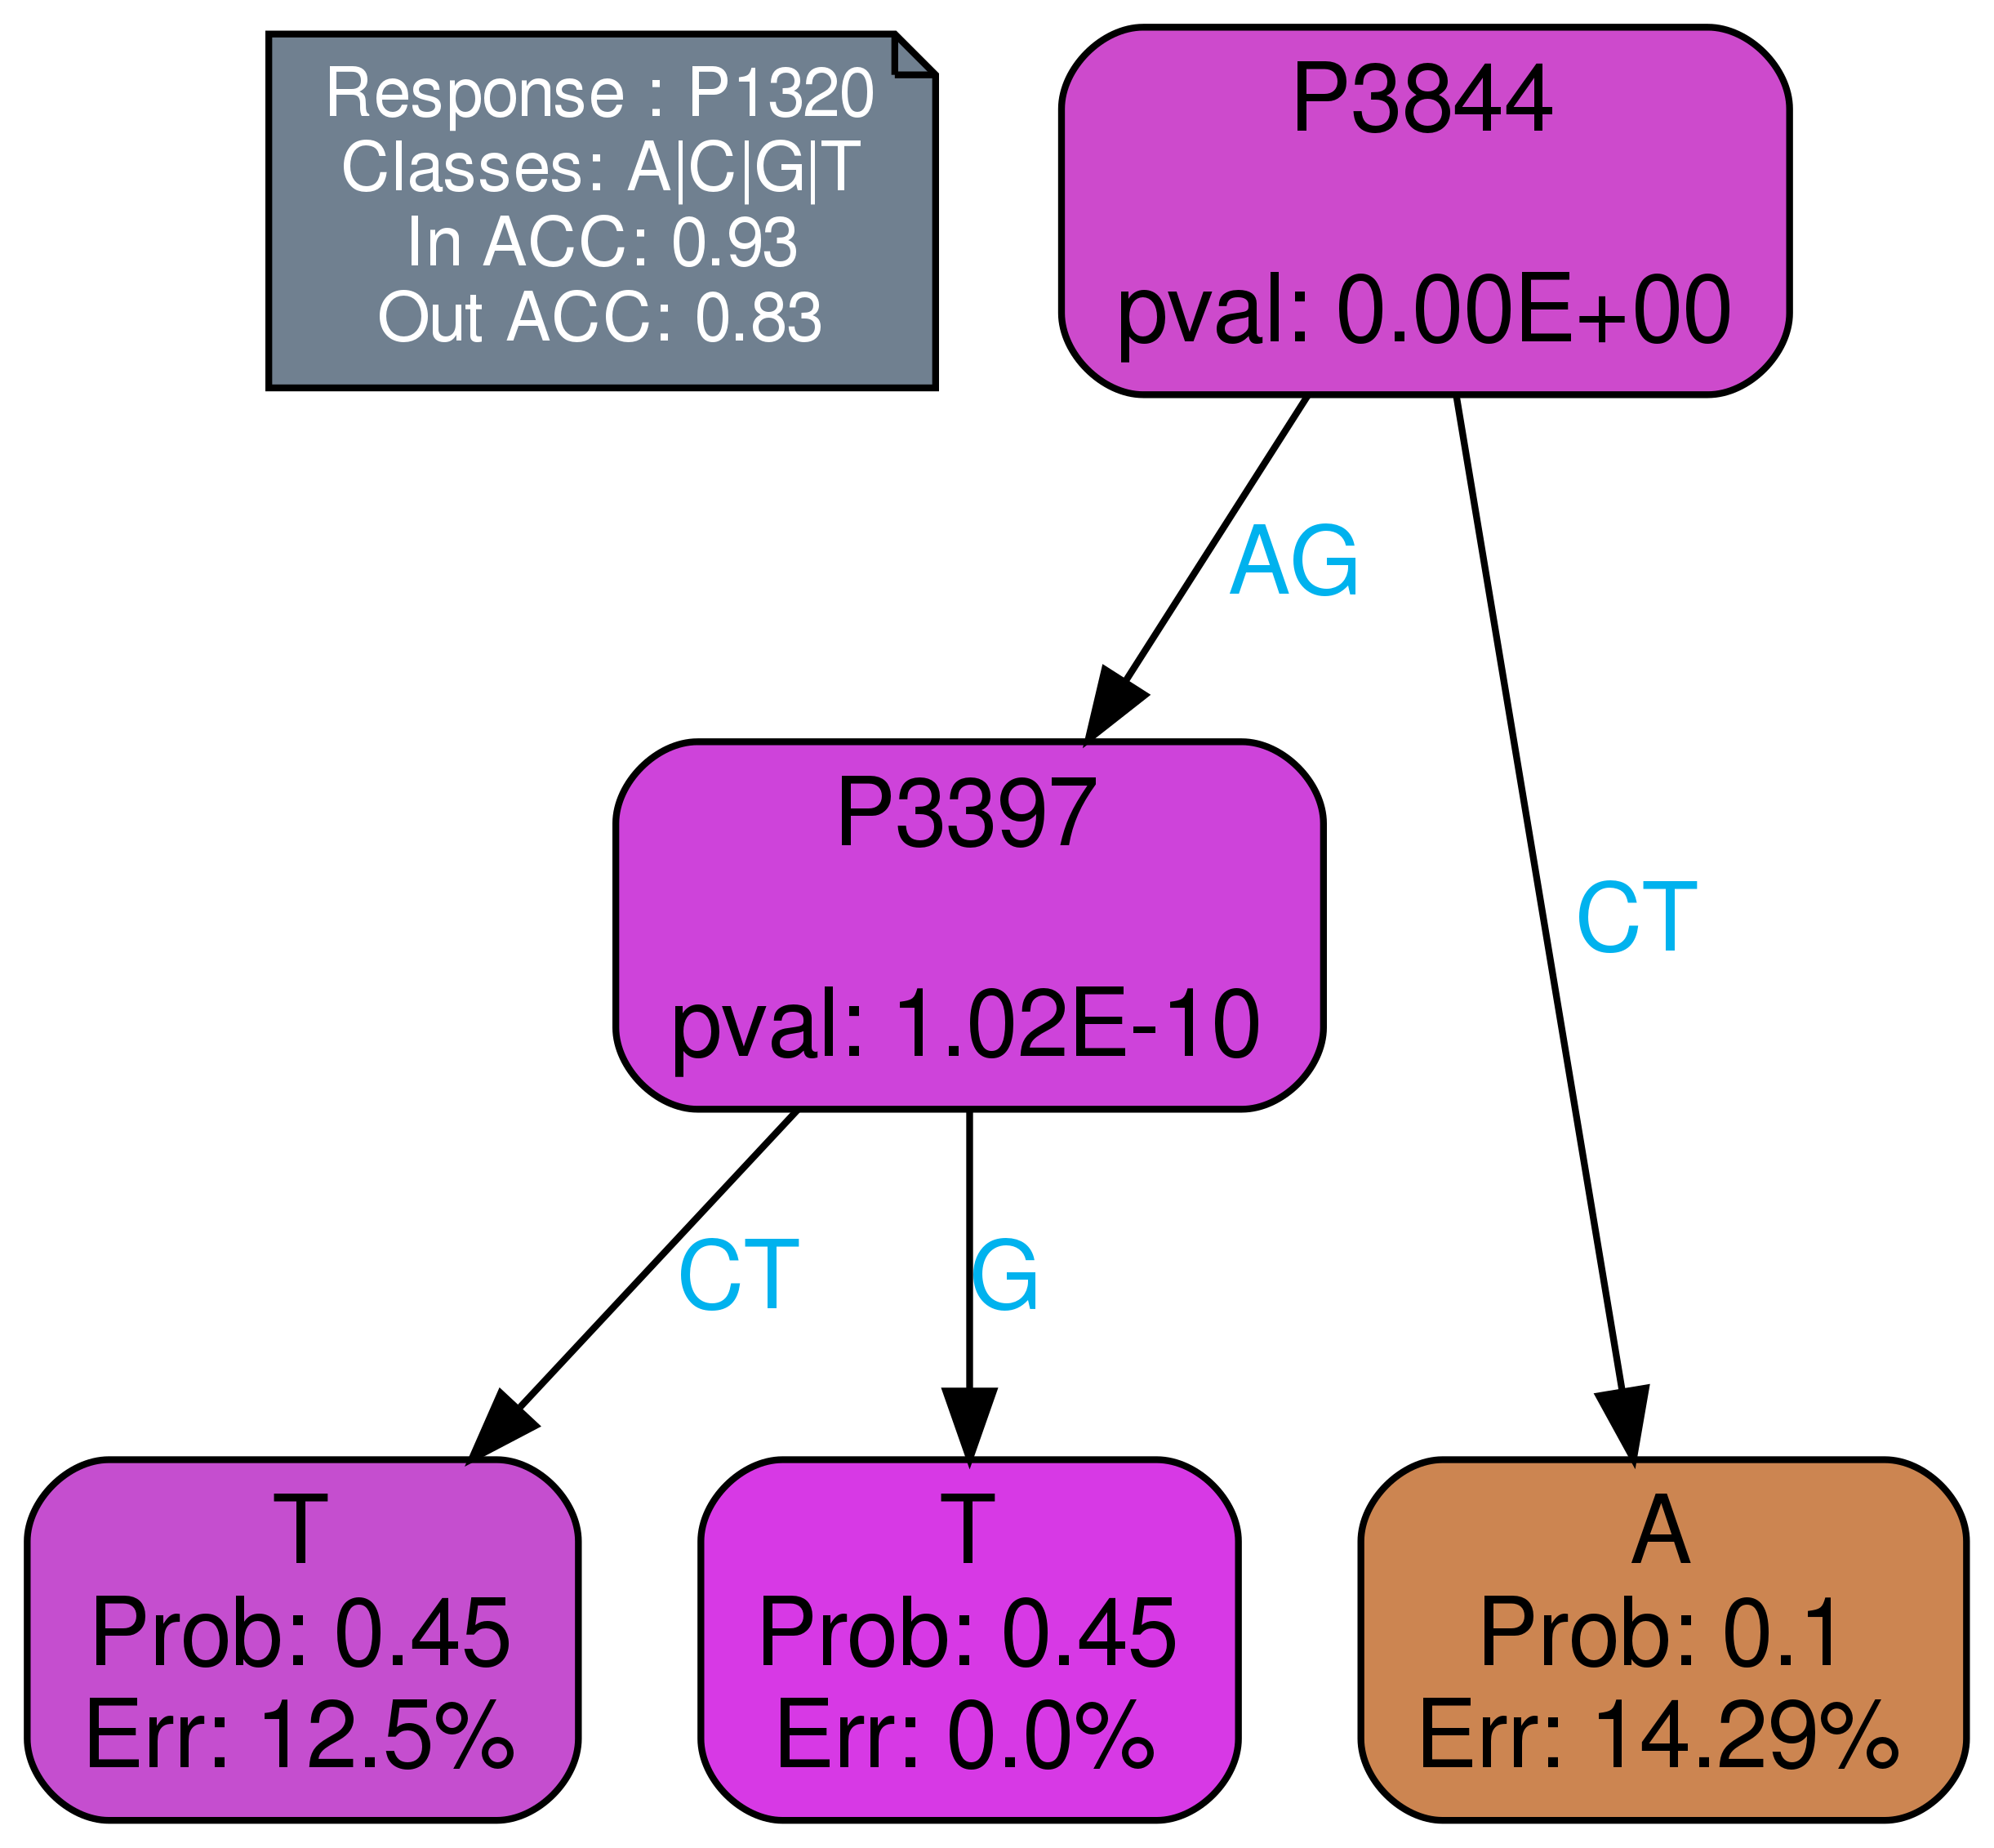 Response : P1320
Classes: A|C|G|T
In ACC: 0.93
Out ACC: 0.83
P3844
pval: 0.00E+00
AG
CT
P3397
pval: 1.02E-10
CT
G
T
Prob: 0.45
Err: 12.5%
T
Prob: 0.45
Err: 0.0%
A
Prob: 0.1
Err: 14.29%